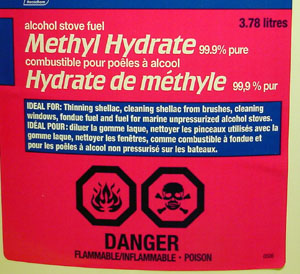 alcohol stove fuel
3.78 litres
Methyl Hydrate 99.9% pure
combustible pour poêles à alcool
Hydrate de méthyle 99,9 % pur
IDEAL FOR: Thinning shellac, cleaning shellac from brushes, cleaning
windows, fondue fuel and fuel for marine unpressurized alcohol stoves.
IDÉAL POUR: diluer la gomme laque, nettoyer les pinceaux utilisés avec la
gomme laque, nettoyer les fenêtres, comme combustible à fondue et
pour les poêles à alcool non pressurisé sur les bateaux.
DANGER
FLAMMABLE/INFLAMMABLE - POISON